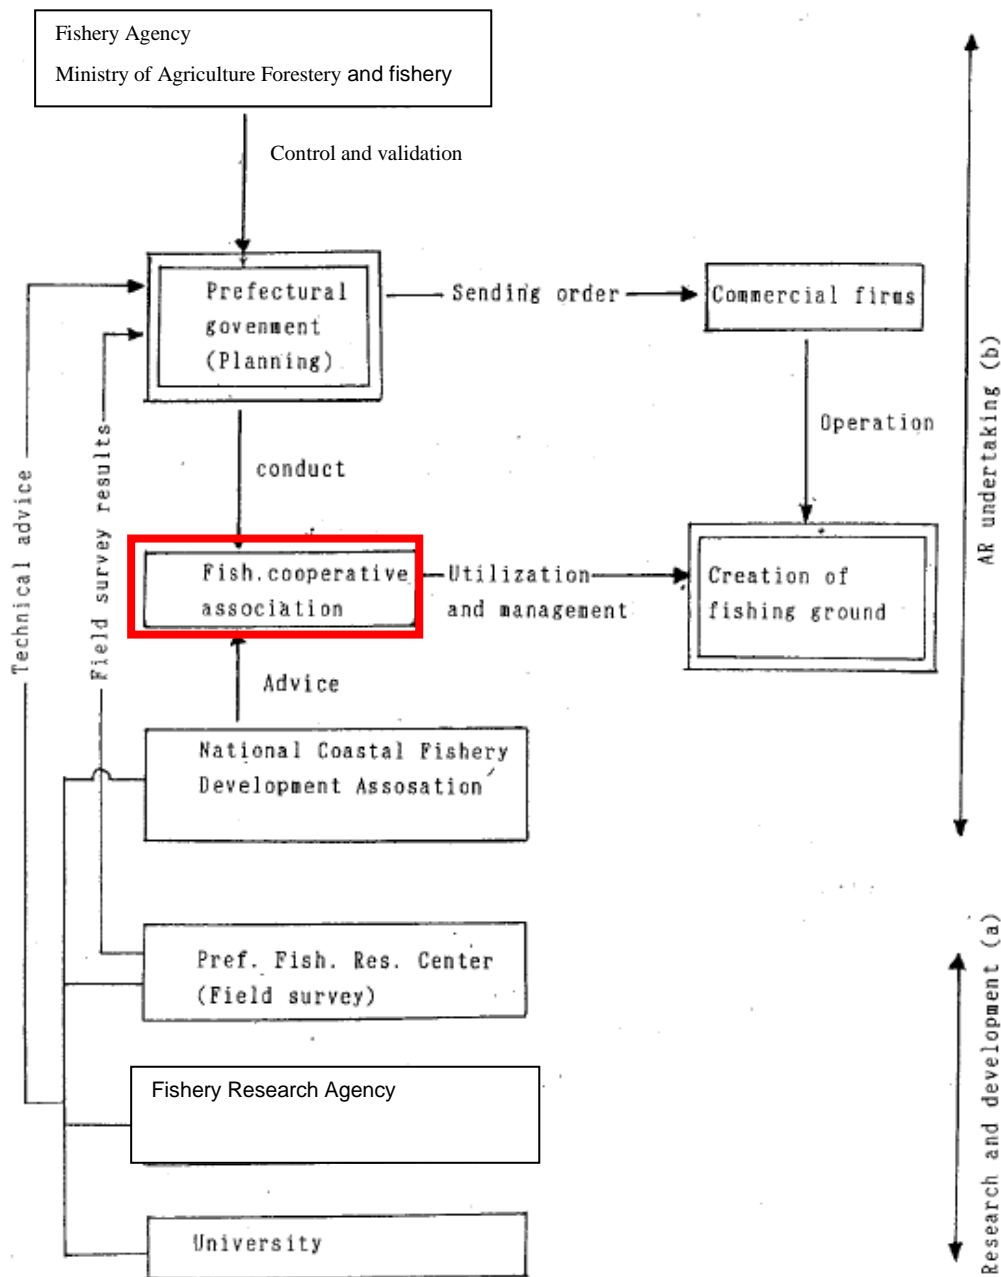 Fishery Agency
Ministry of Agriculture Forestery and fishery
Control and validation
Prefectural
govenment
(Planning)
Sending order
Commercial firms
Operation
conduct
Fish.cooperative
association
Utilization
and management
Creation of
fishing ground
Advice
National Coastal Fishery
Development Assosation
Pref. Fish. Res. Center
(Field survey)
Fishery Research Agency
University
Technical advice
Field survey results
AR undertaking (b)
Research and development (a)